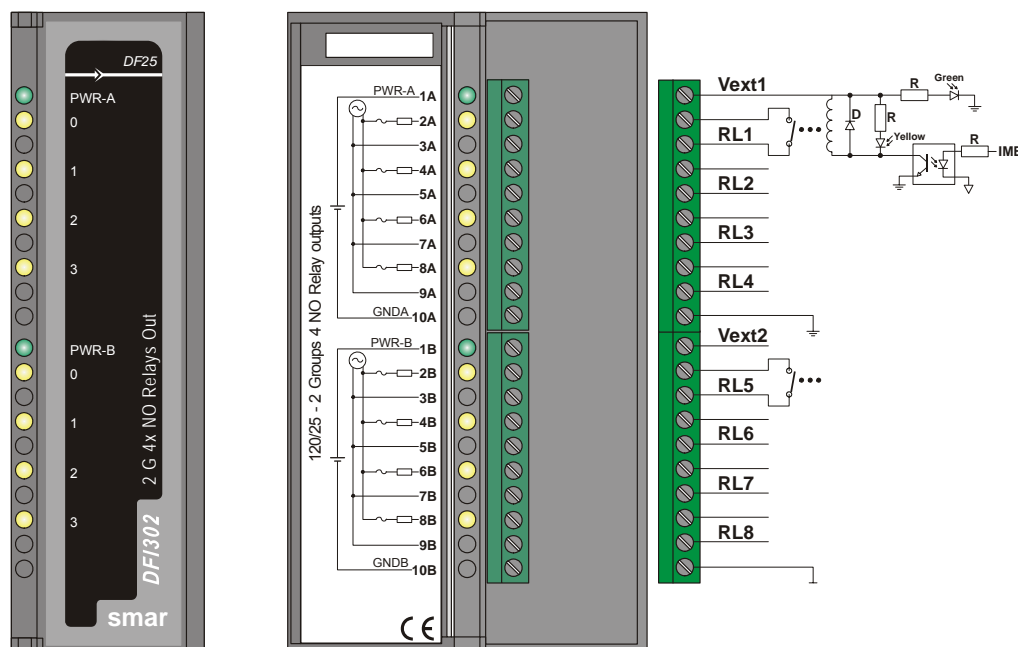 DF25
PWR-A
0
1
2
3
PWR-B
0
1
2
3
2 G 4x NO Relays Out
DFI302
smar
120/25 - 2 Groups 4 NO Relay outputs
PWR-A 1A
2A
3A
4A
5A
6A
7A
8A
9A
GNDA 10A
PWR-B 1B
2B
3B
4B
5B
6B
7B
8B
9B
GNDB 10B
CE
Vext1
RL1
RL2
RL3
RL4
Vext2
RL5
RL6
RL7
RL8
R
Green
D
R
Yellow
R
IMB